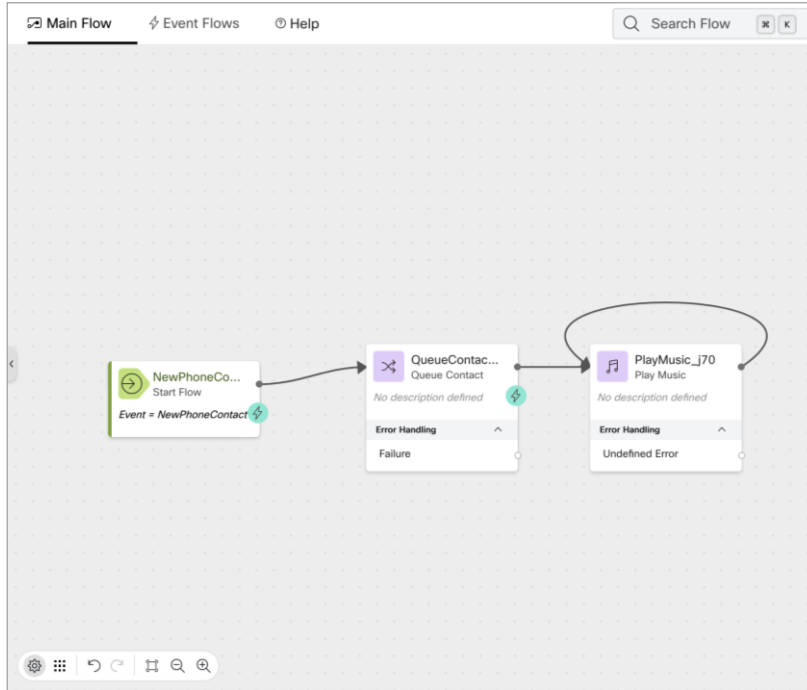 Main Flow
Event Flows
Help
Search Flow
⌘ K
NewPhoneCo...
Start Flow
Event = NewPhoneContact
QueueContac...
Queue Contact
No description defined
Error Handling
Failure
PlayMusic_j70
Play Music
No description defined
Error Handling
Undefined Error